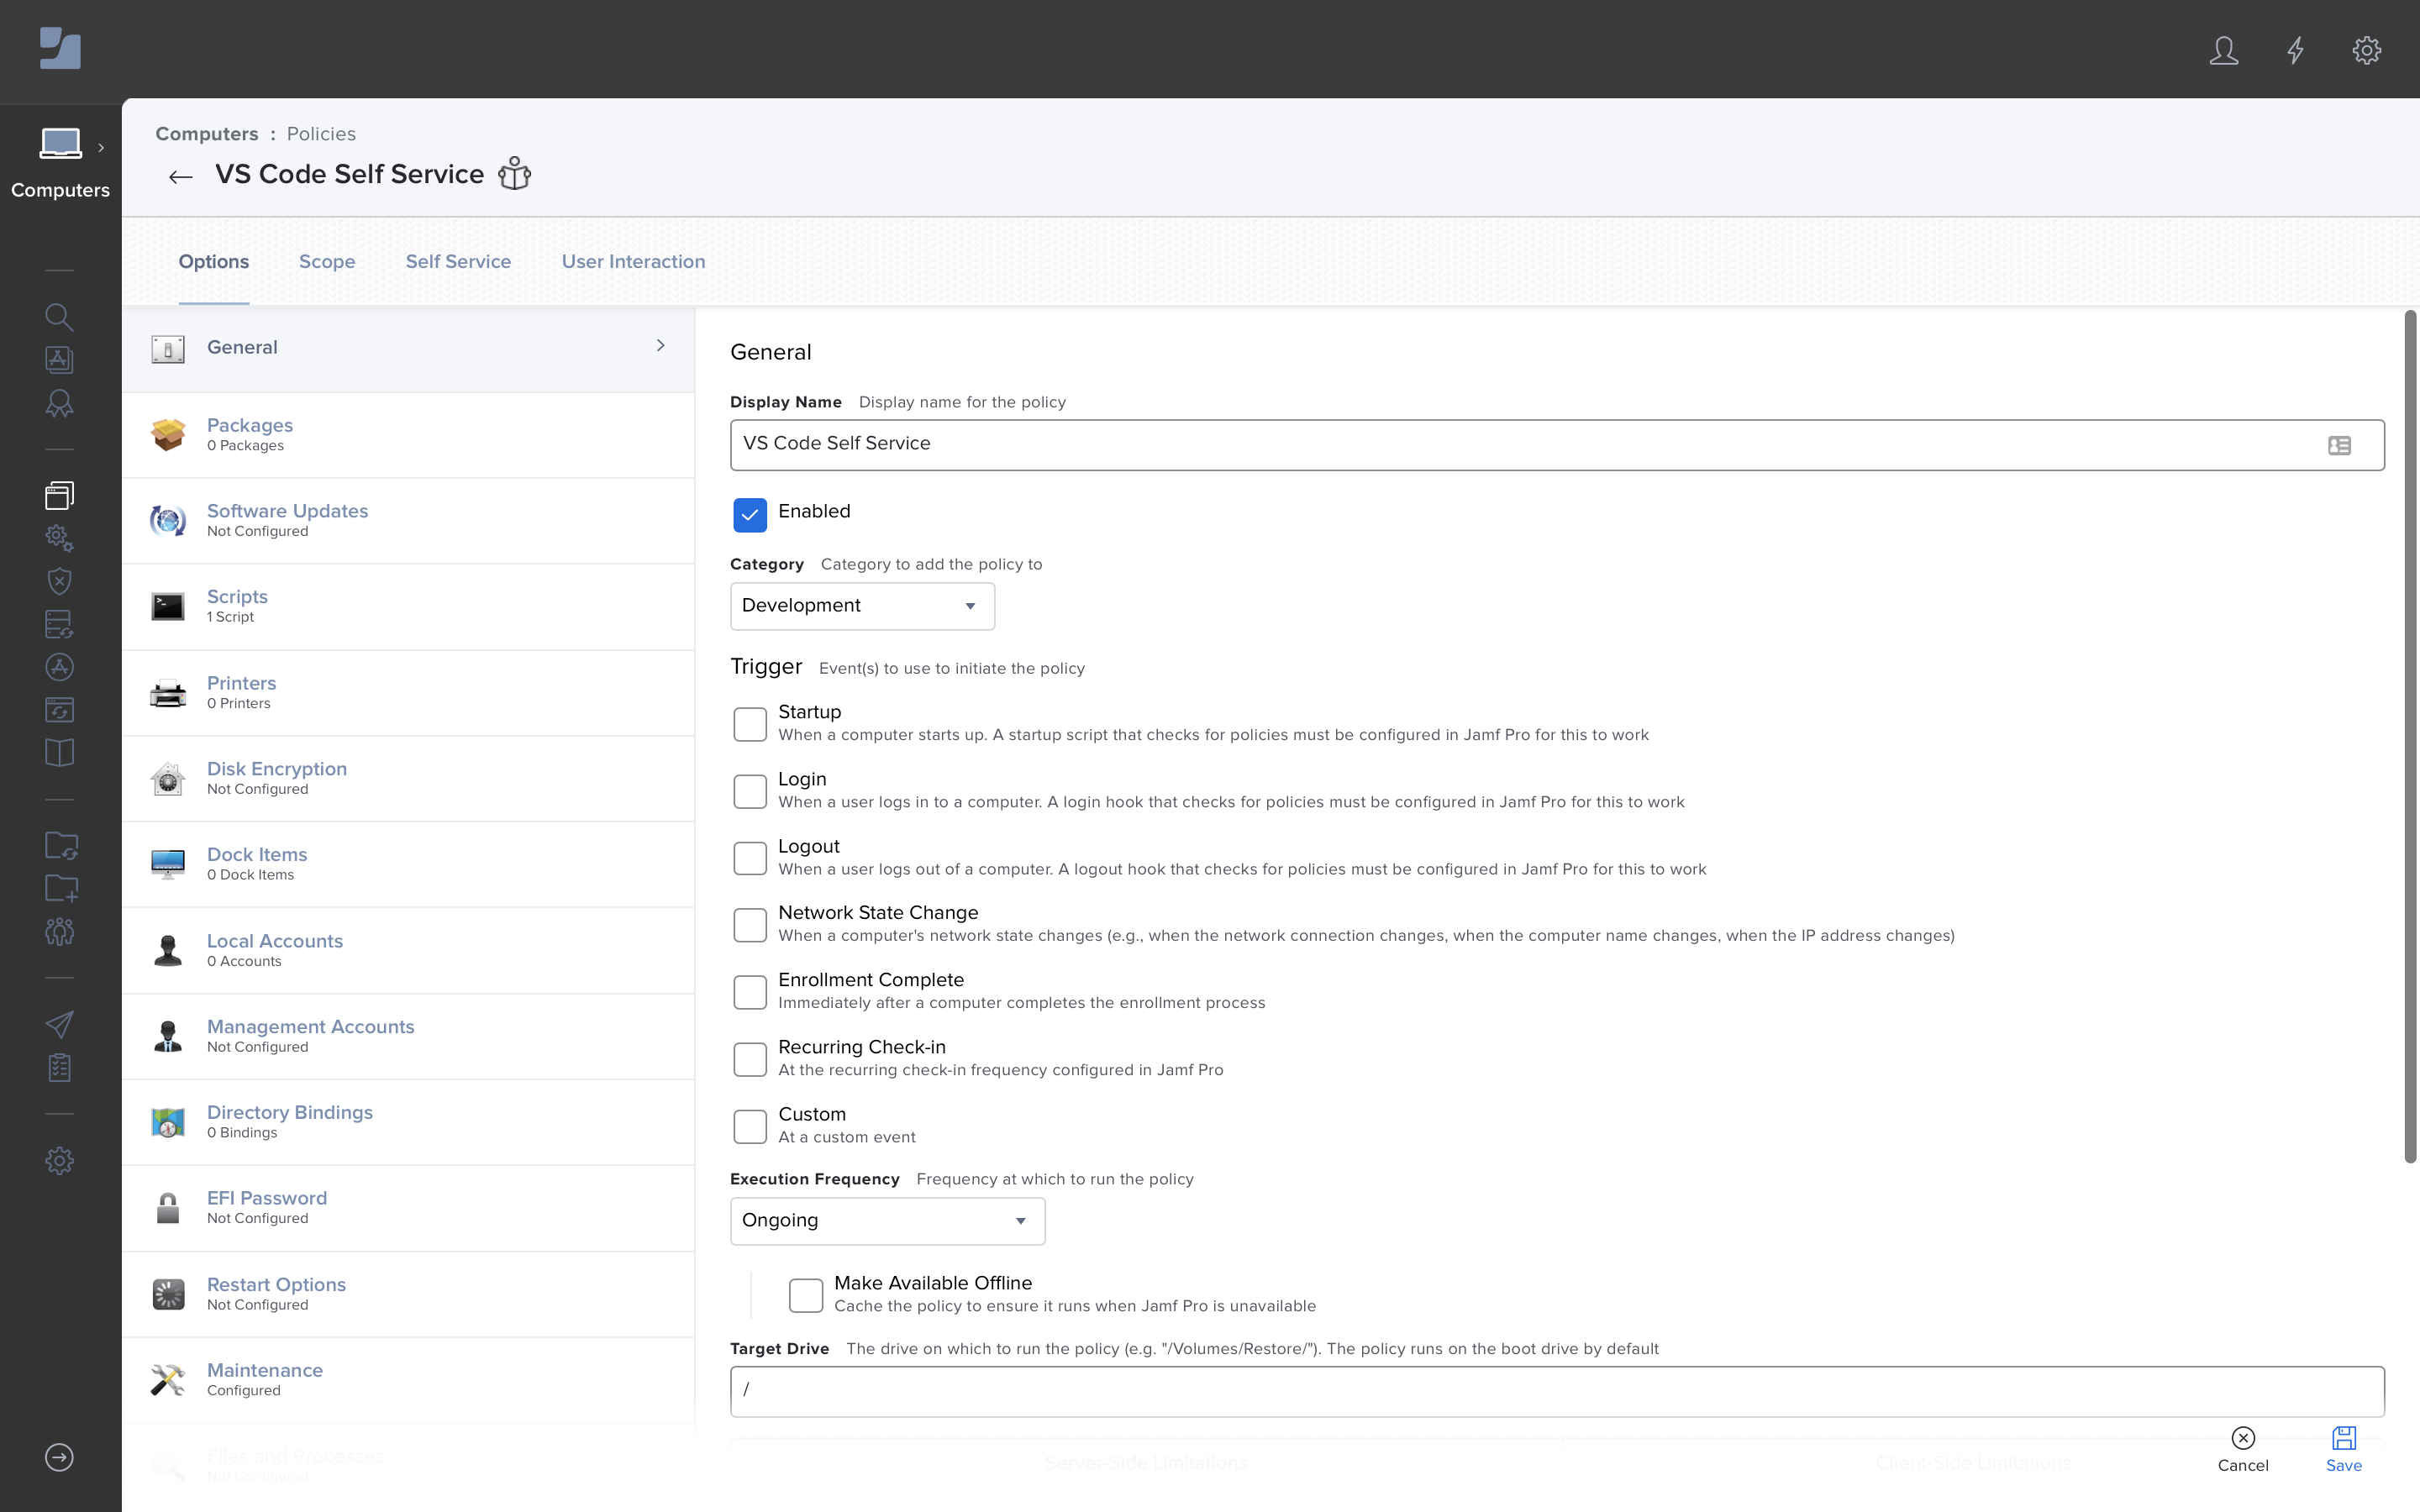 Computers
Computers : Policies
VS Code Self Service
Options
Scope
Self Service
User Interaction
General
Packages
0 Packages
Software Updates
Not Configured
Scripts
1 Script
Printers
0 Printers
Disk Encryption
Not Configured
Dock Items
0 Dock Items
Local Accounts
0 Accounts
Management Accounts
Not Configured
Directory Bindings
0 Bindings
EFI Password
Not Configured
Restart Options
Not Configured
Maintenance
Configured
Files and Processes
Not Configured
General
Display Name Display name for the policy
VS Code Self Service
Enabled
Category Category to add the policy to
Development
Trigger Event(s) to use to initiate the policy
Startup
When a computer starts up. A startup script that checks for policies must be configured in Jamf Pro for this to work
Login
When a user logs in to a computer. A login hook that checks for policies must be configured in Jamf Pro for this to work
Logout
When a user logs out of a computer. A logout hook that checks for policies must be configured in Jamf Pro for this to work
Network State Change
When a computer's network state changes (e.g., when the network connection changes, when the computer name changes, when the IP address changes)
Enrollment Complete
Immediately after a computer completes the enrollment process
Recurring Check-in
At the recurring check-in frequency configured in Jamf Pro
Custom
At a custom event
Execution Frequency Frequency at which to run the policy
Ongoing
Make Available Offline
Cache the policy to ensure it runs when Jamf Pro is unavailable
Target Drive The drive on which to run the policy (e.g. "/Volumes/Restore/"). The policy runs on the boot drive by default
/
Server-Side Limitations
Client-Side Limitations
Cancel
Save